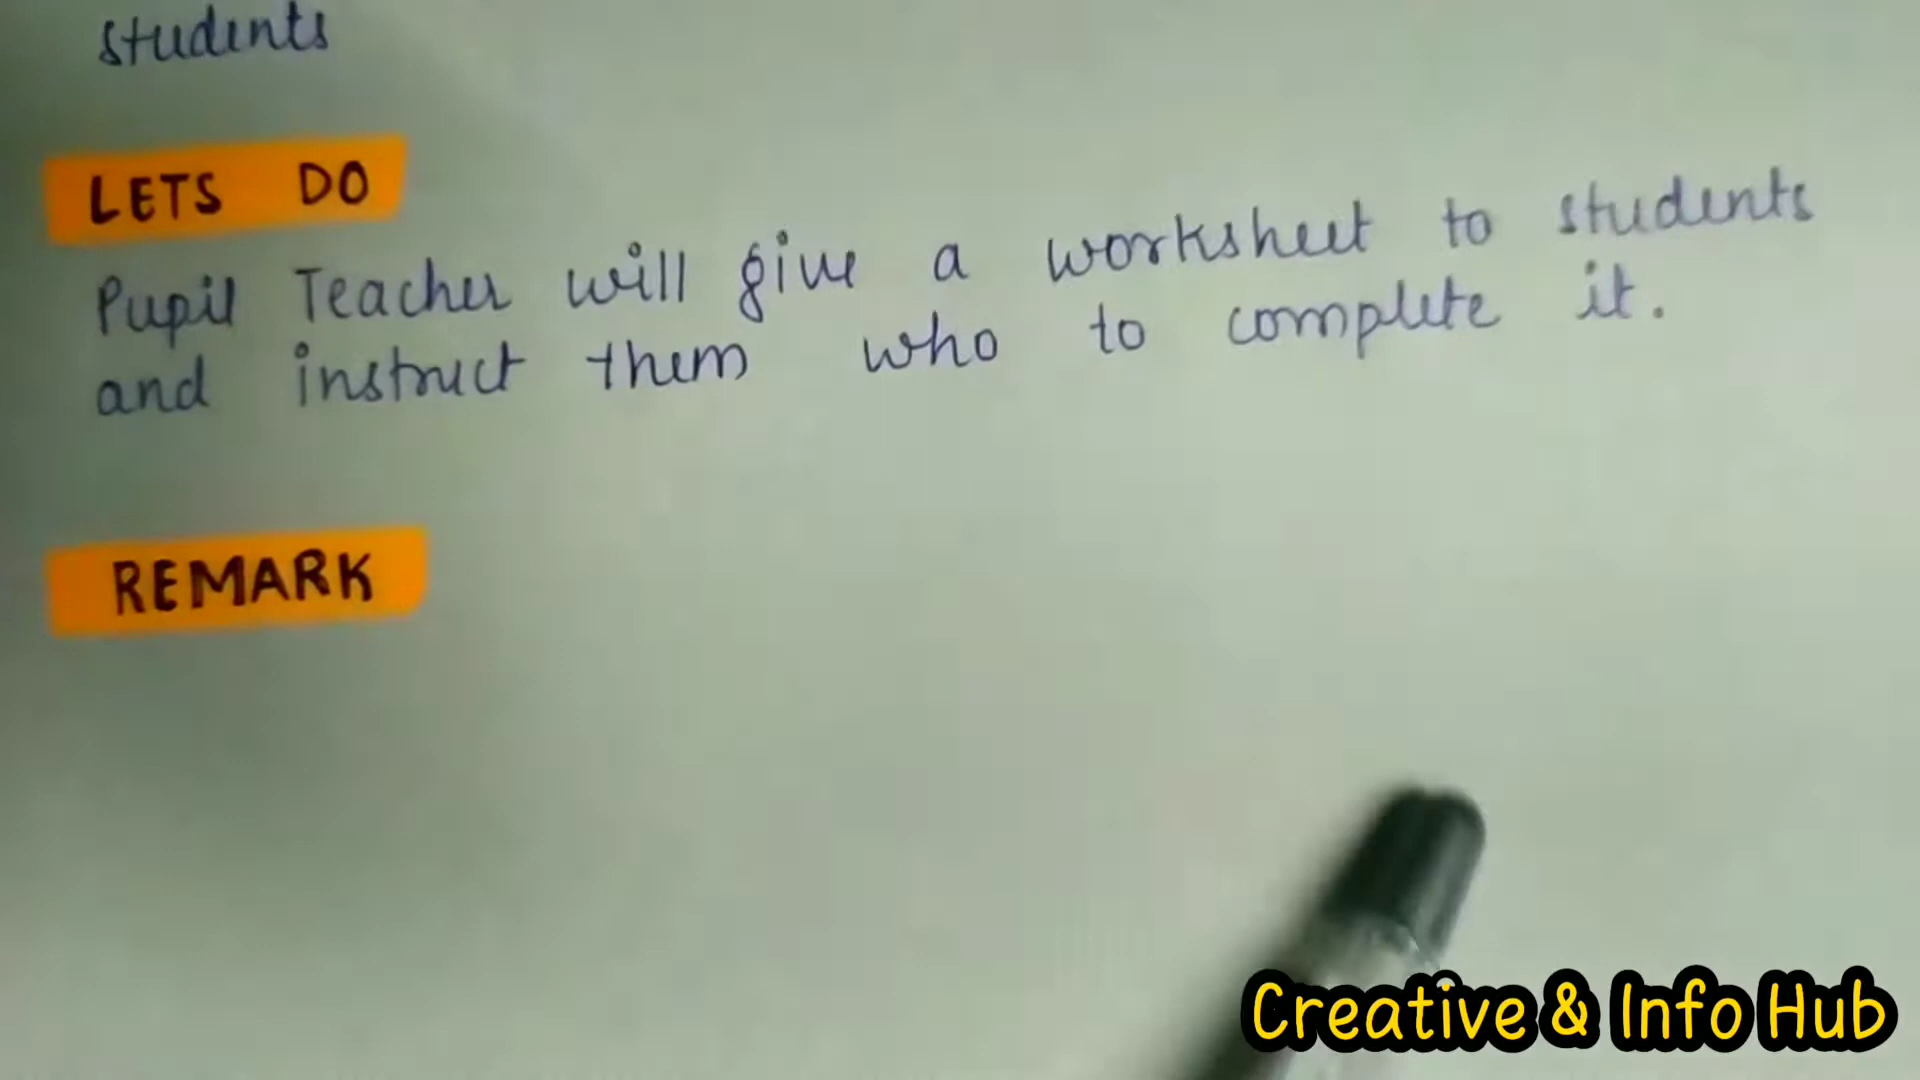 students
LETS DO
Pupil Teacher will give a worksheet to students
and instruct them who to complete it.
REMARK
Creative & Info Hub